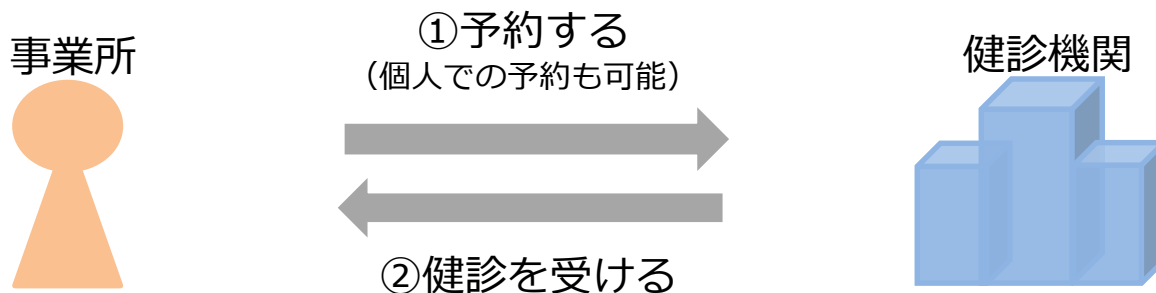 事業所
①予約する
（個人での予約も可能）
健診機関
②健診を受ける